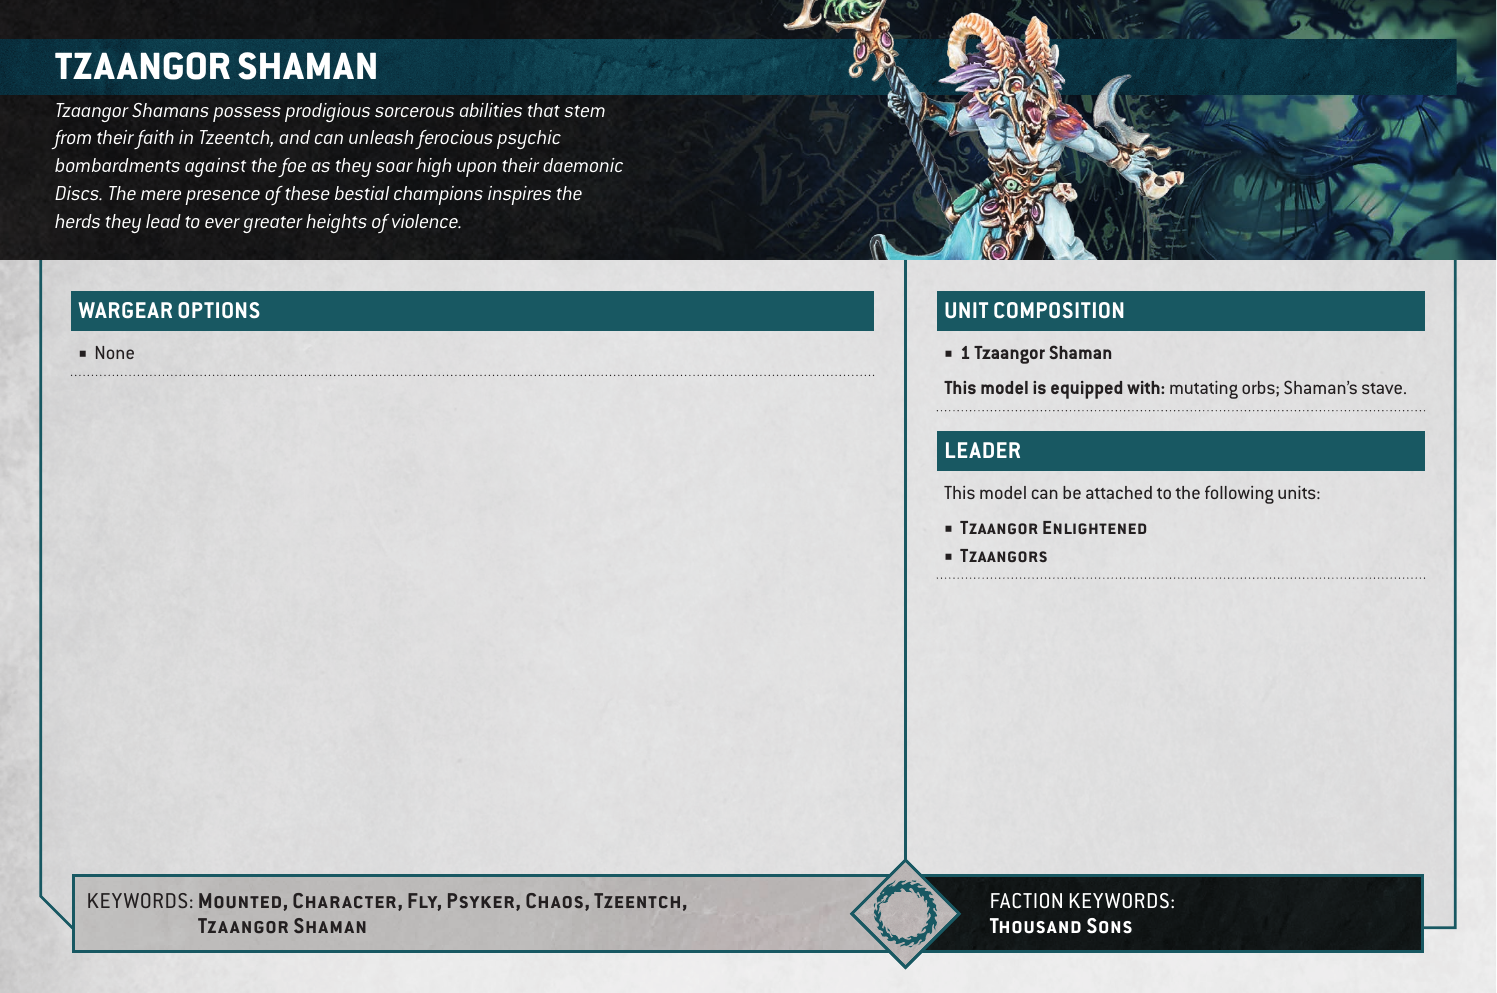 TZAANGOR SHAMAN
Tzaangor Shamans possess prodigious sorcerous abilities that stem
from their faith in Tzeentch, and can unleash ferocious psychic
bombardments against the foe as they soar high upon their daemonic
Discs. The mere presence of these bestial champions inspires the
herds they lead to ever greater heights of violence.
WARGEAR OPTIONS
▪ None
UNIT COMPOSITION
▪ 1 Tzaangor Shaman
This model is equipped with: mutating orbs; Shaman’s stave.
LEADER
This model can be attached to the following units:
▪ Tzaangor Enlightened
▪ Tzaangors
KEYWORDS: Mounted, Character, Fly, Psyker, Chaos, Tzeentch,
Tzaangor Shaman
FACTION KEYWORDS:
Thousand Sons